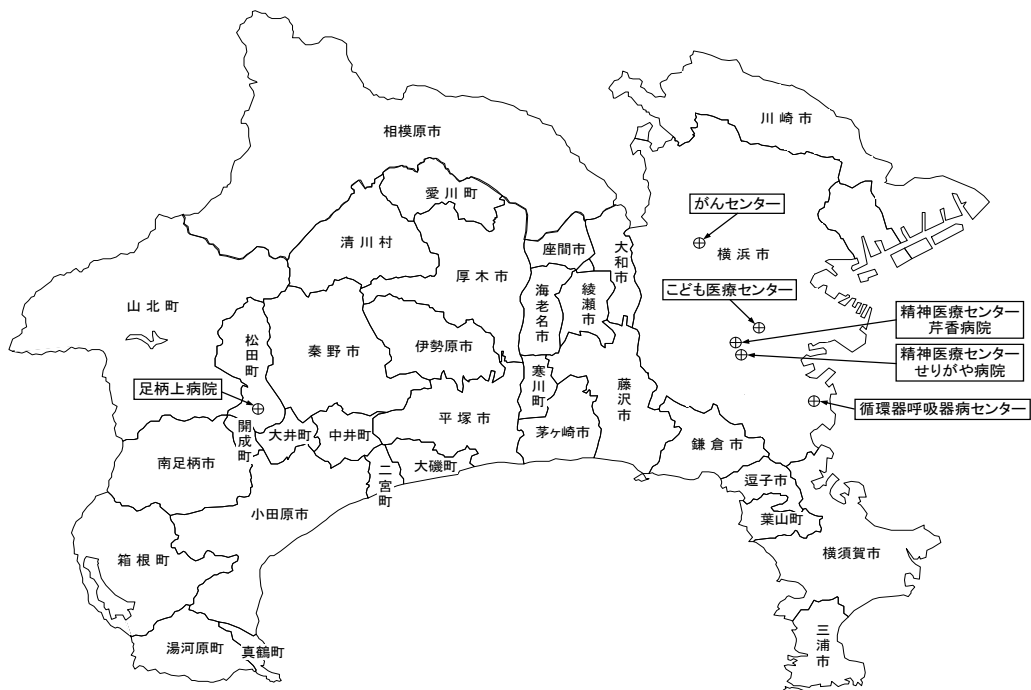 川崎市
相模原市
愛川町
がんセンター
清川村
座間市
大和市
横浜市
厚木市
こども医療センター
海老名市
綾瀬市
山北町
精神医療センター
芹香病院
松田町
秦野市
伊勢原市
精神医療センター
せりがや病院
足柄上病院
寒川町
藤沢市
循環器呼吸器病センター
開成町
大井町
中井町
平塚市
茅ヶ崎市
鎌倉市
南足柄市
二宮町
大磯町
逗子市
小田原市
葉山町
箱根町
横須賀市
湯河原町
真鶴町
三浦市